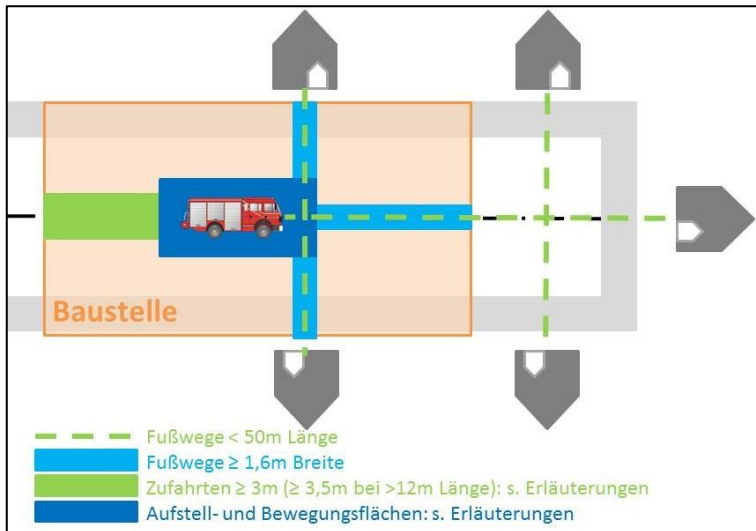 Baustelle
Fußwege < 50m Länge
Fußwege ≥ 1,6m Breite
Zufahrten ≥ 3m (≥ 3,5m bei >12m Länge): s. Erläuterungen
Aufstell- und Bewegungsflächen: s. Erläuterungen